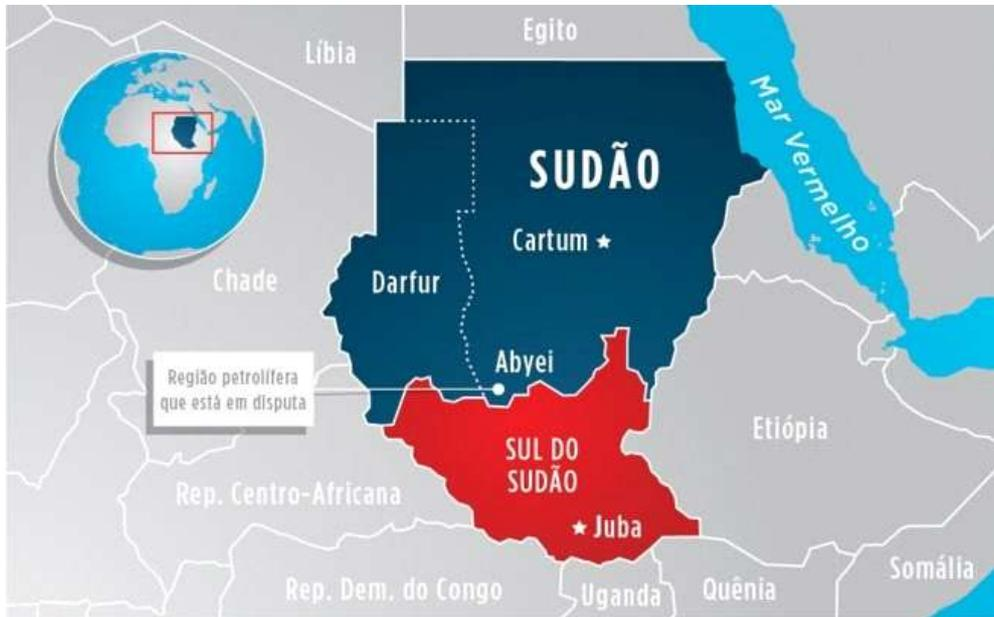 Líbia
Egito
Mar Vermelho
SUDÃO
Cartum
Darfur
Chade
Abyei
Região petrolífera
que está em disputa
Etiópia
SUL DO
SUDÃO
Rep. Centro-Africana
Juba
Somália
Rep. Dem. do Congo
Uganda
Quênia